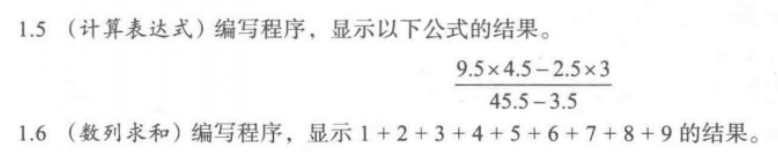 1.5 （计算表达式）编写程序，显示以下公式的结果。
9.5×4.5−2.5×3
45.5−3.5
1.6 （数列求和）编写程序，显示 1+2+3+4+5+6+7+8+9 的结果。